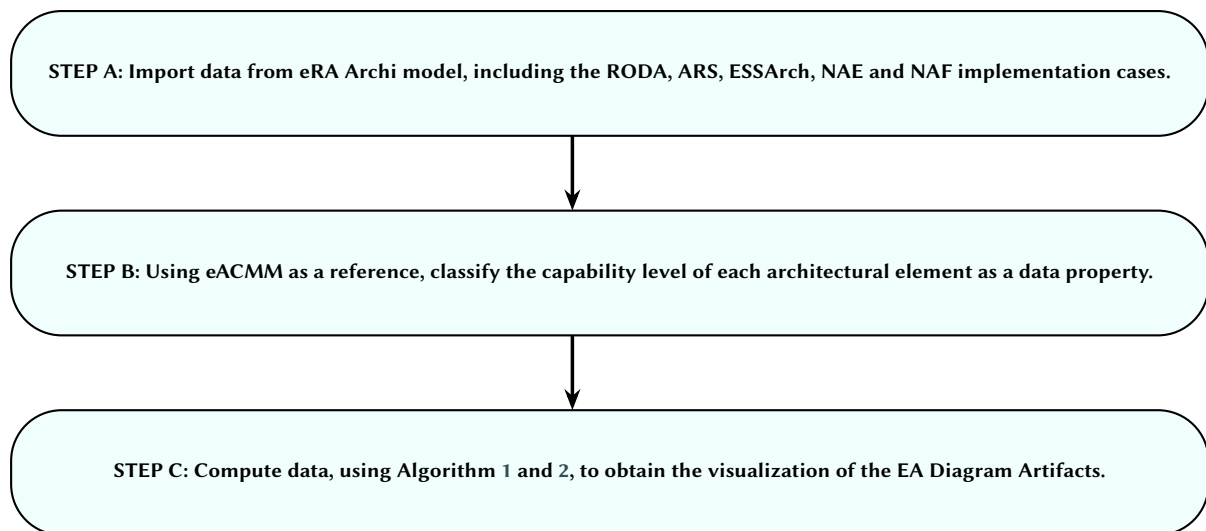 STEP A: Import data from eRA Archi model, including the RODA, ARS, ESSArch, NAE and NAF implementation cases.
STEP B: Using eACMM as a reference, classify the capability level of each architectural element as a data property.
STEP C: Compute data, using Algorithm 1 and 2, to obtain the visualization of the EA Diagram Artifacts.